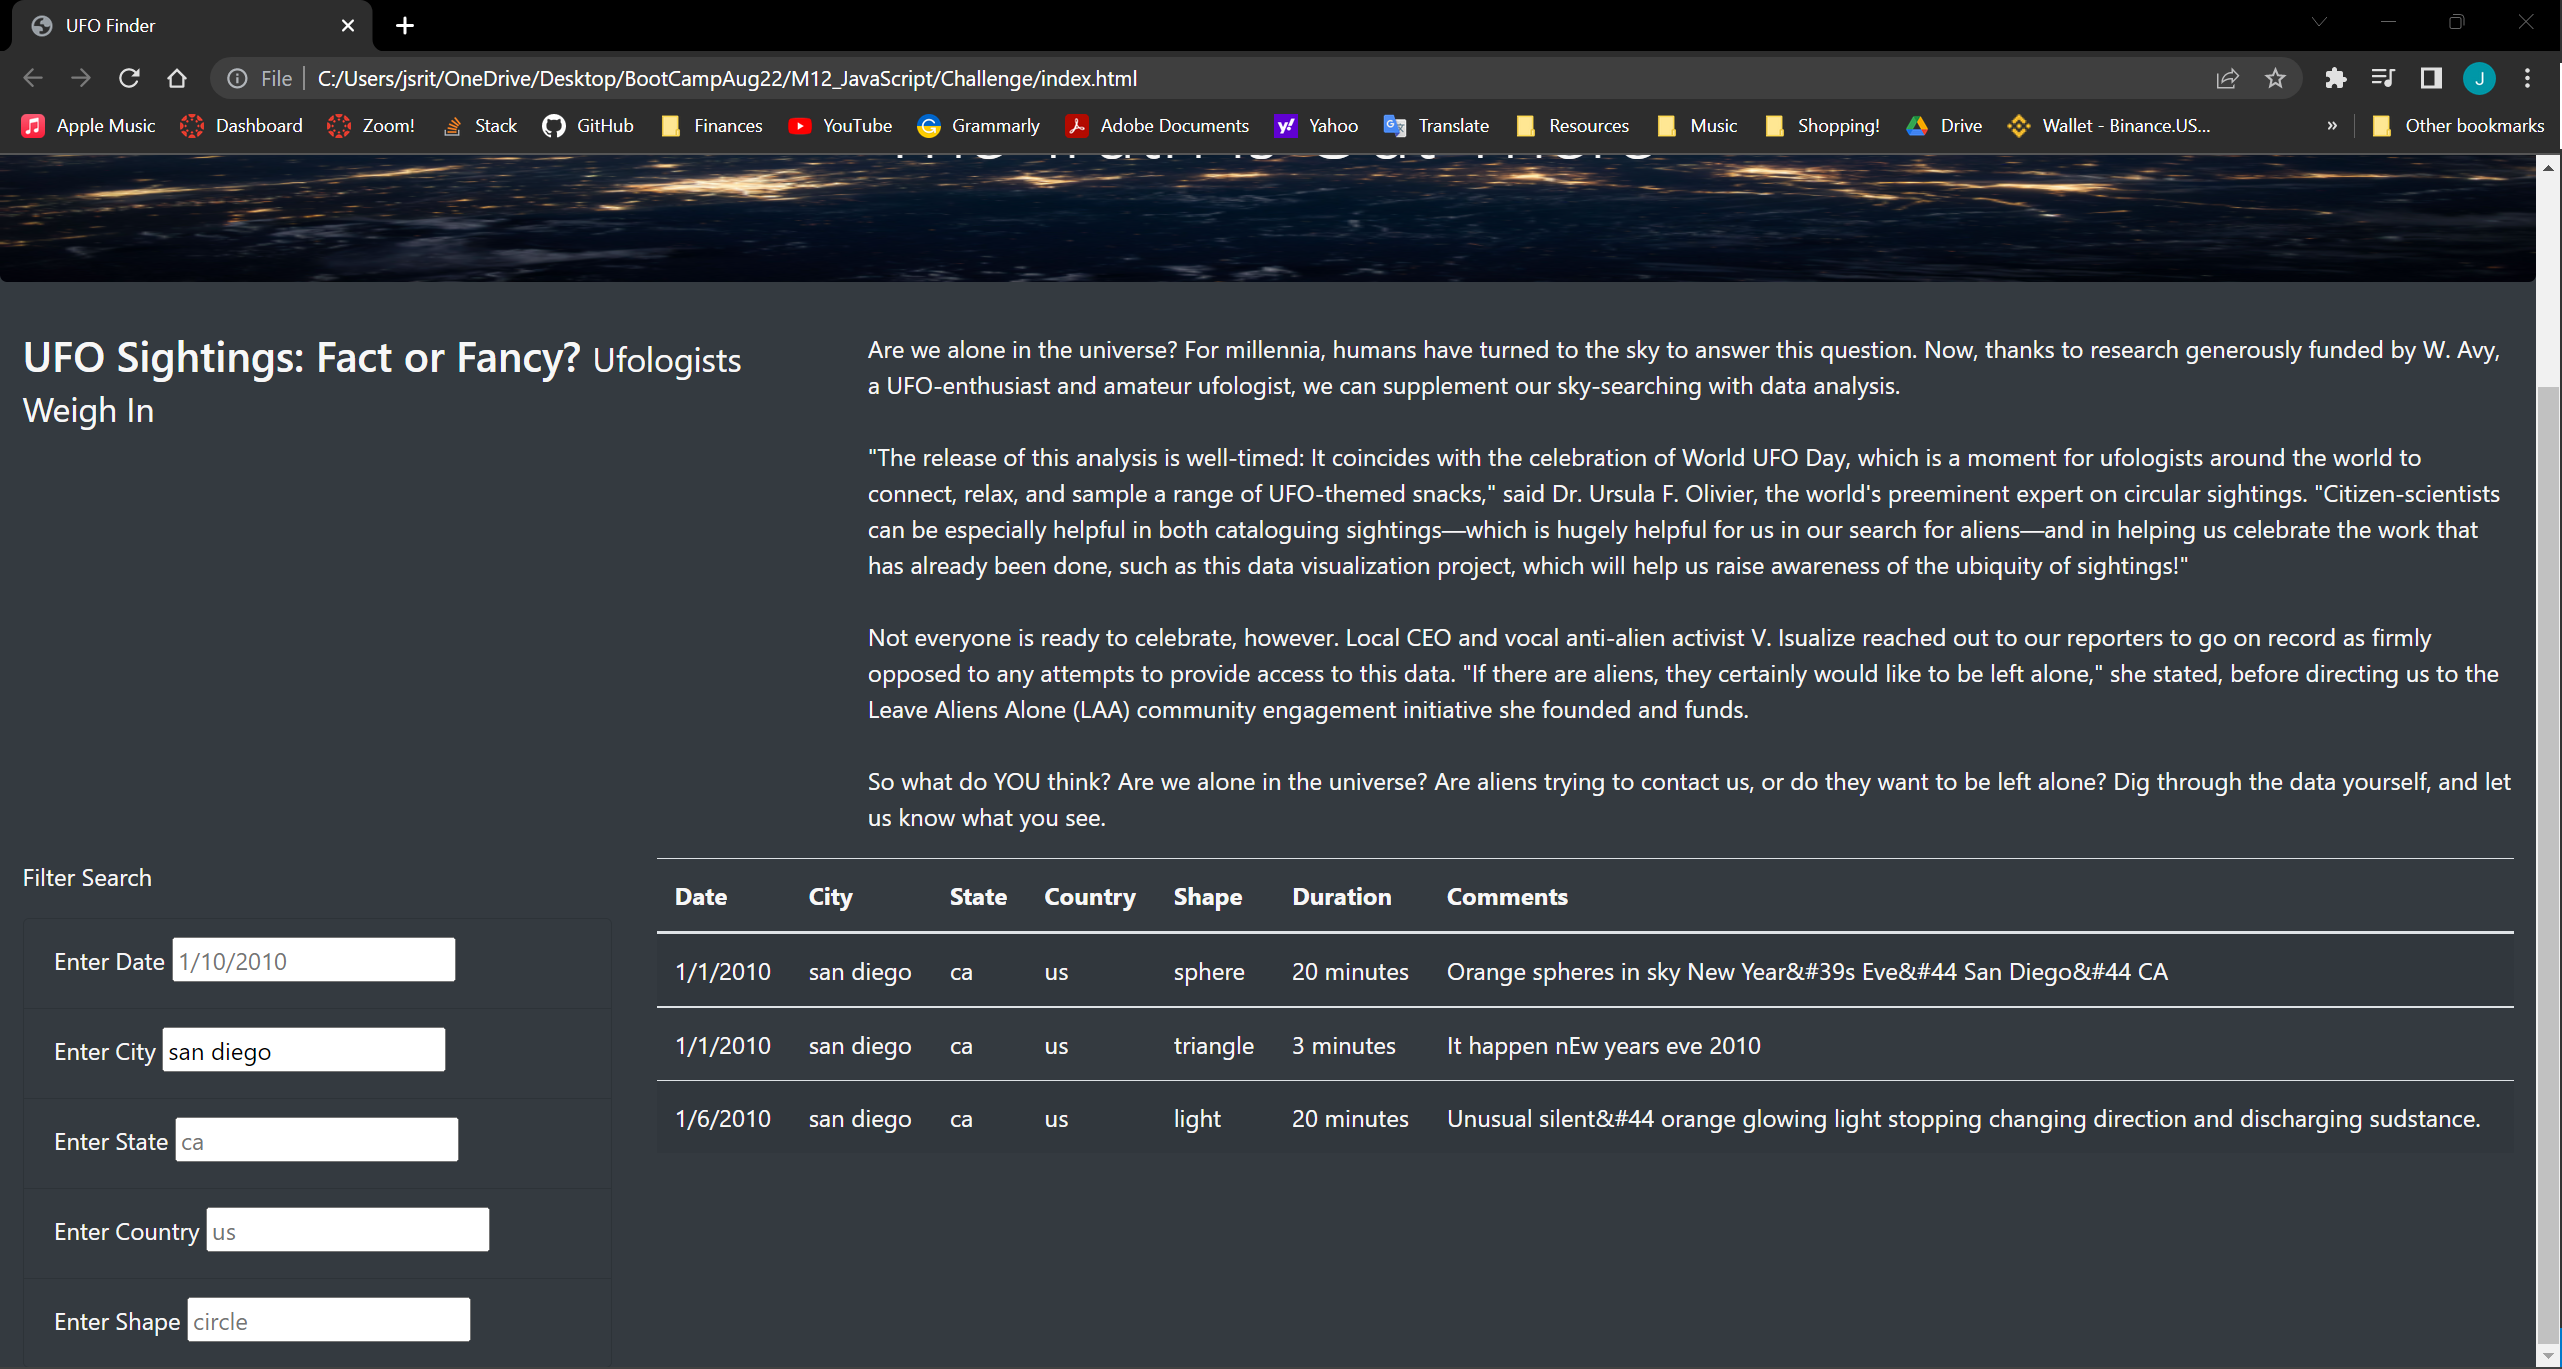 UFO Finder
File C:/Users/jsrit/OneDrive/Desktop/BootCampAug22/M12_JavaScript/Challenge/index.html
J
Apple Music Dashboard Zoom! Stack GitHub Finances YouTube Grammarly Adobe Documents Yahoo Translate Resources Music Shopping! Drive Wallet - Binance.US... » Other bookmarks
UFO Sightings: Fact or Fancy? Ufologists
Weigh In
Are we alone in the universe? For millennia, humans have turned to the sky to answer this question. Now, thanks to research generously funded by W. Avy,
a UFO-enthusiast and amateur ufologist, we can supplement our sky-searching with data analysis.
"The release of this analysis is well-timed: It coincides with the celebration of World UFO Day, which is a moment for ufologists around the world to
connect, relax, and sample a range of UFO-themed snacks," said Dr. Ursula F. Olivier, the world's preeminent expert on circular sightings. "Citizen-scientists
can be especially helpful in both cataloguing sightings—which is hugely helpful for us in our search for aliens—and in helping us celebrate the work that
has already been done, such as this data visualization project, which will help us raise awareness of the ubiquity of sightings!"
Not everyone is ready to celebrate, however. Local CEO and vocal anti-alien activist V. Isualize reached out to our reporters to go on record as firmly
opposed to any attempts to provide access to this data. "If there are aliens, they certainly would like to be left alone," she stated, before directing us to the
Leave Aliens Alone (LAA) community engagement initiative she founded and funds.
So what do YOU think? Are we alone in the universe? Are aliens trying to contact us, or do they want to be left alone? Dig through the data yourself, and let
us know what you see.
Filter Search
Enter Date 1/10/2010
Enter City san diego
Enter State ca
Enter Country us
Enter Shape circle
Date City State Country Shape Duration Comments
1/1/2010 san diego ca us sphere 20 minutes Orange spheres in sky New Year&#39s Eve&#44 San Diego&#44 CA
1/1/2010 san diego ca us triangle 3 minutes It happen nEw years eve 2010
1/6/2010 san diego ca us light 20 minutes Unusual silent&#44 orange glowing light stopping changing direction and discharging sudstance.